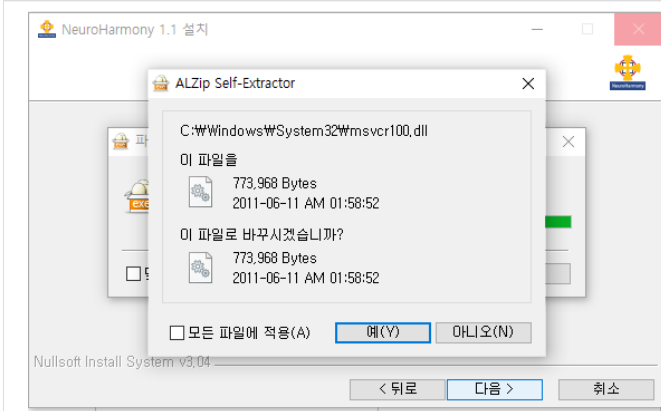 NeuroHarmony 1.1 설치
NeuroHarmony
ALZip Self-Extractor
C:₩Windows₩System32₩msvcr100.dll
이 파일을
773,968 Bytes
2011-06-11 AM 01:58:52
이 파일로 바꾸시겠습니까?
773,968 Bytes
2011-06-11 AM 01:58:52
모든 파일에 적용(A)
예(Y)
아니오(N)
exe
Nullsoft Install System v3.04
< 뒤로
다음 >
취소